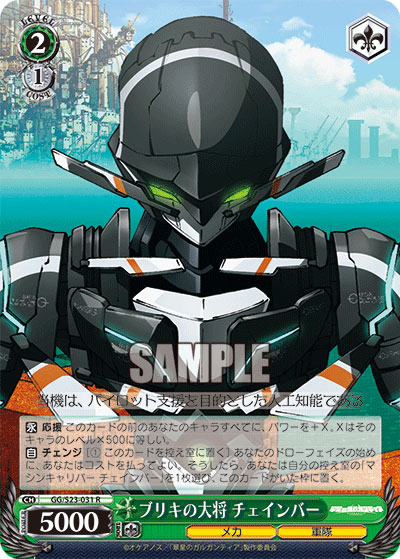 LEVEL
2
1
COST
SAMPLE
当機は、パイロット支援を目的とした人工知能である
永 応援 このカードの前のあなたのキャラすべてに、パワーを+X。Xはそのキャラのレベル×500に等しい。
自 チェンジ [① このカードを控え室に置く] あなたのドローフェイズの始めに、あなたはコストを払ってよい。そうしたら、あなたは自分の控え室の「マシンキャリバー チェインバー」を1枚選び、このカードがいた枠に置く。
CH
GG/S23-031 R
ブリキの大将 チェインバー
5000
メカ
軍隊
©オケアノス/「翠星のガルガンティア」製作委員会